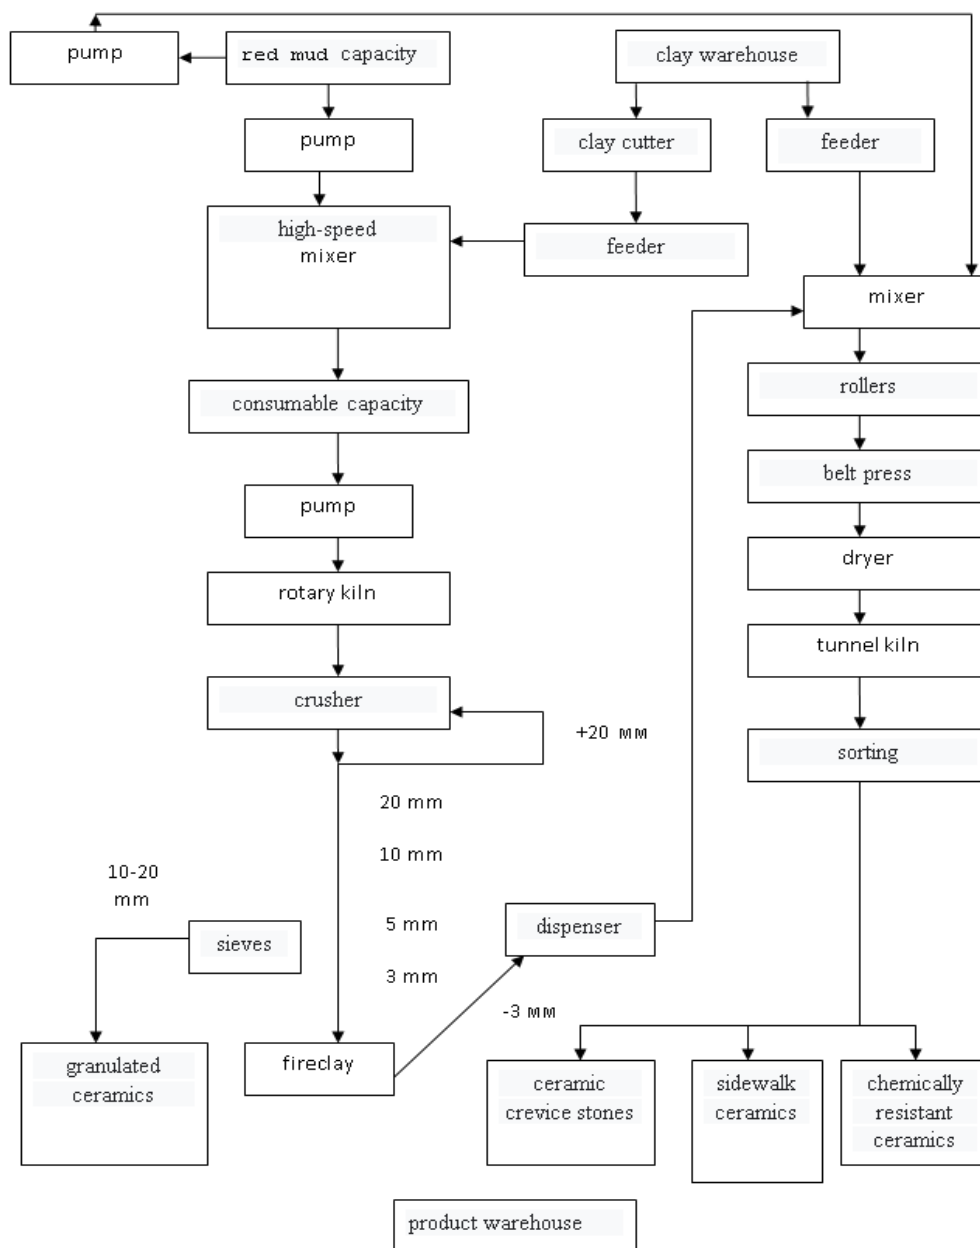 pump
red mud capacity
clay warehouse
pump
clay cutter
feeder
high-speed
mixer
feeder
mixer
consumable capacity
rollers
belt press
pump
dryer
rotary kiln
tunnel kiln
crusher
+20 мм
sorting
20 mm
10 mm
10-20
mm
5 mm
dispenser
sieves
3 mm
-3 мм
fireclay
granulated
ceramics
ceramic
crevice stones
sidewalk
ceramics
chemically
resistant
ceramics
product warehouse